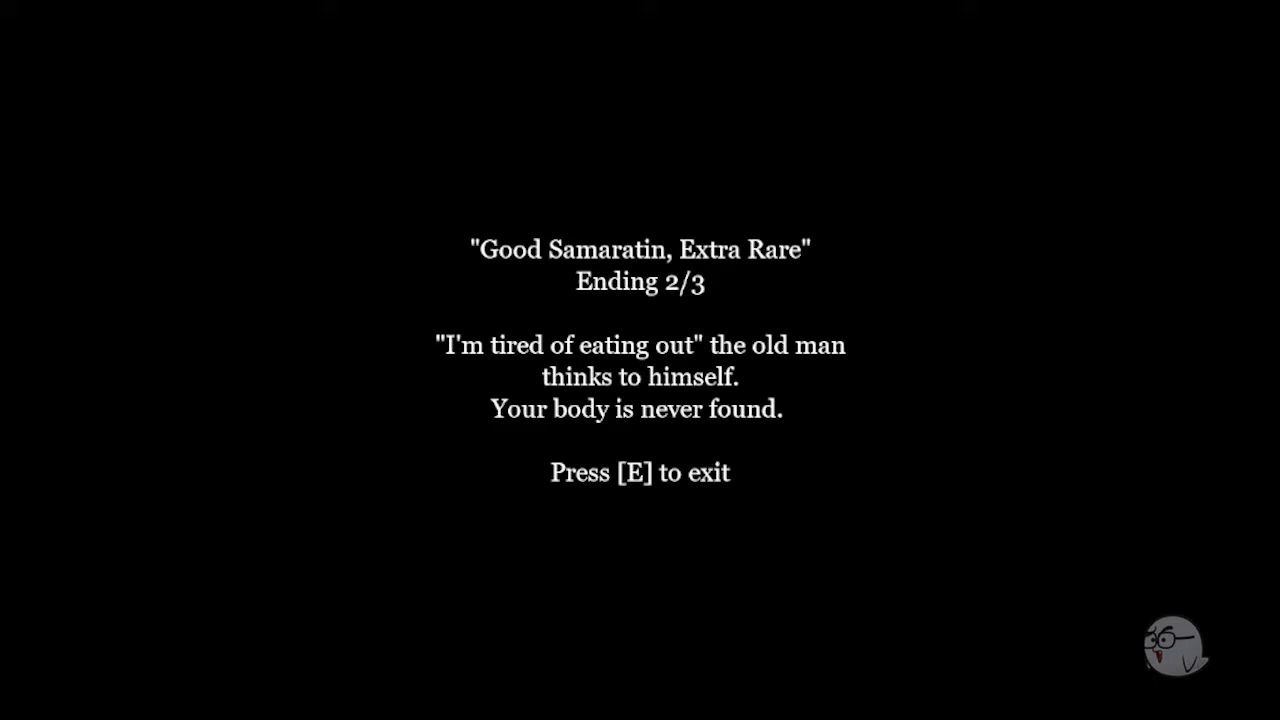 "Good Samaratin, Extra Rare"
Ending 2/3
"I'm tired of eating out" the old man
thinks to himself.
Your body is never found.
Press [E] to exit